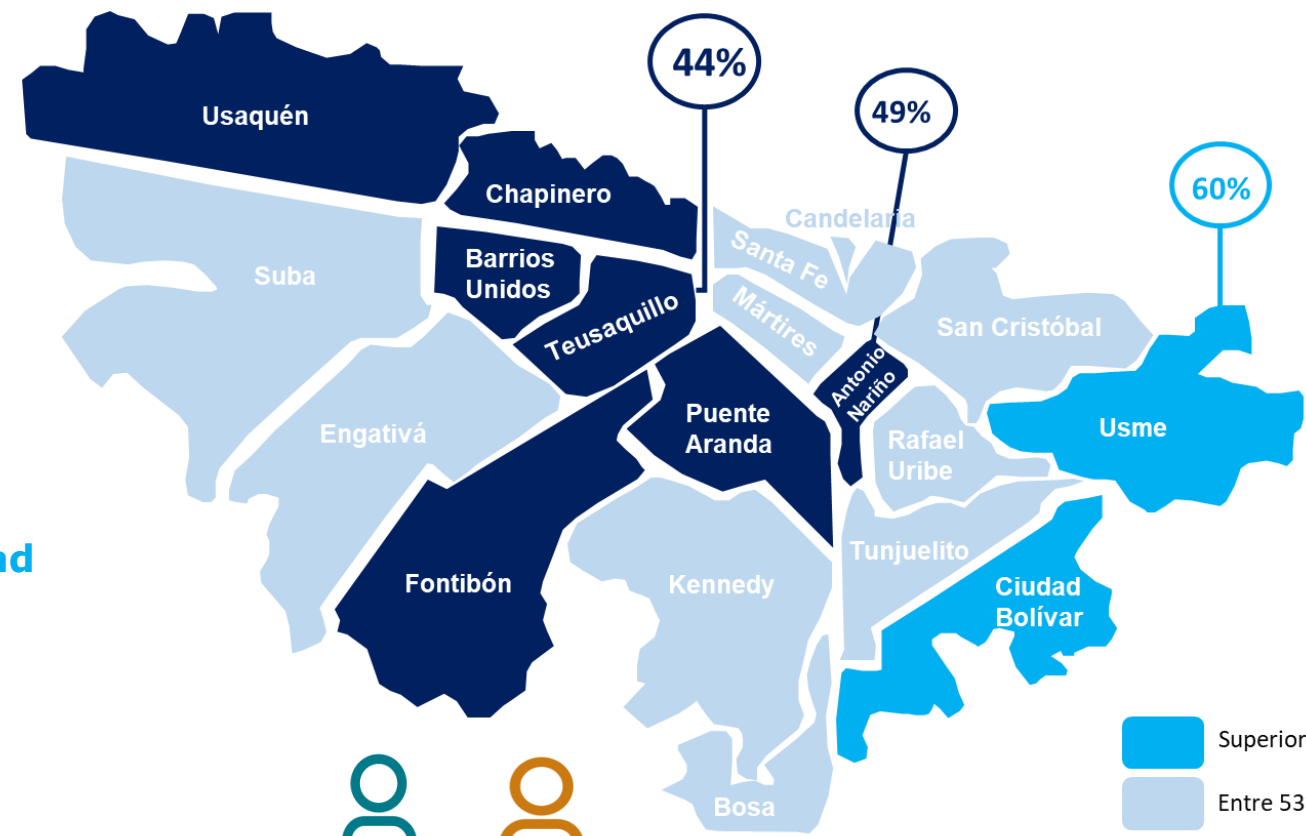 44%
49%
60%
Usaquén
Chapinero
Candelaria
Santa Fe
Barrios
Unidos
Suba
Teusaquillo
Mártires
San Cristóbal
Antonio
Nariño
Puente
Aranda
Engativá
Usme
Rafael
Uribe
Tunjuelito
nd
Fontibón
Kennedy
Ciudad
Bolívar
Superior
Entre 53
Bosa